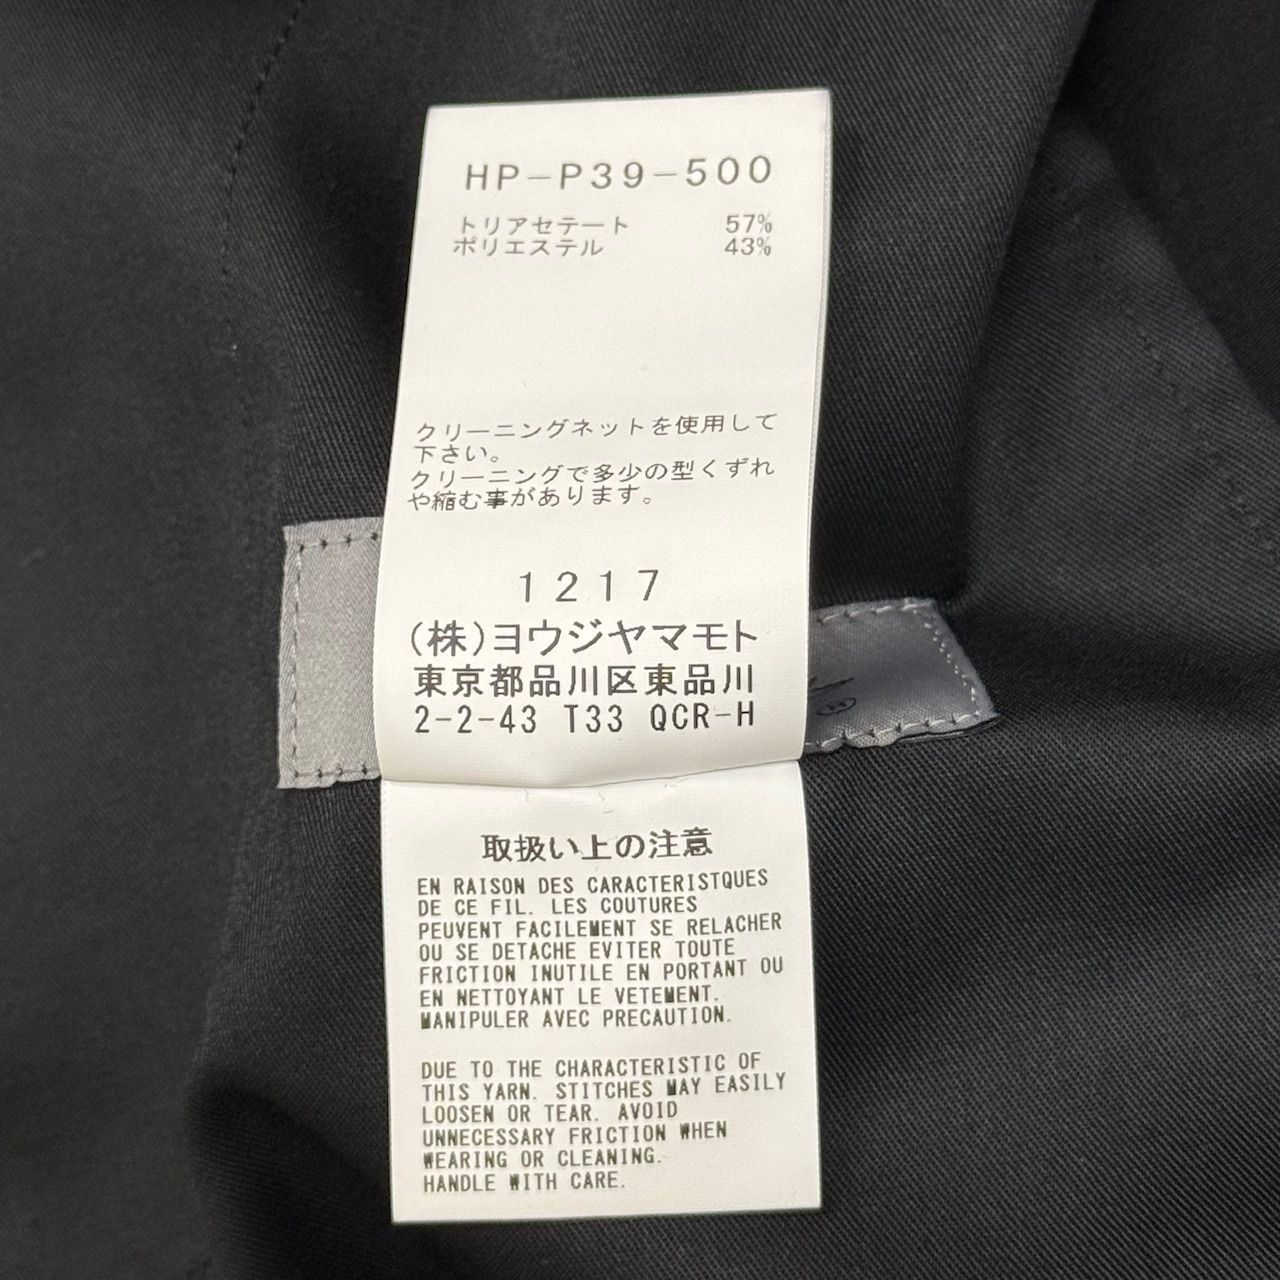 HP-P39-500
トリアセテート 57%
ポリエステル 43%
クリーニングネットを使用して
下さい。
クリーニングで多少の型くずれ
や縮む事があります。
1217
(株)ヨウジヤマモト
東京都品川区東品川
2-2-43 T33 QCR-H
取扱い上の注意
EN RAISON DES CARACTERISTQUES
DE CE FIL. LES COUTURES
PEUVENT FACILEMENT SE RELACHER
OU SE DETACHE EVITER TOUTE
FRICTION INUTILE EN PORTANT OU
EN NETTOYANT LE VETEMENT.
MANIPULER AVEC PRECAUTION.
DUE TO THE CHARACTERISTIC OF
THIS YARN. STITCHES MAY EASILY
LOOSEN OR TEAR. AVOID
UNNECESSARY FRICTION WHEN
WEARING OR CLEANING.
HANDLE WITH CARE.